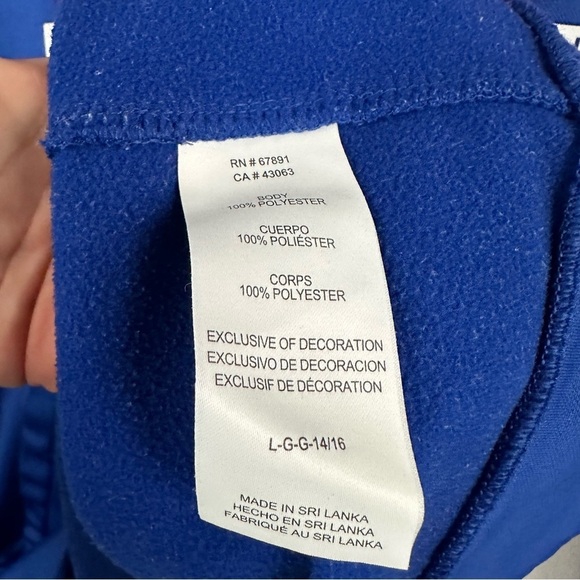 RN # 67891
CA # 43063
BODY
100% POLYESTER
CUERPO
100% POLIÉSTER
CORPS
100% POLYESTER
EXCLUSIVE OF DECORATION
EXCLUSIVO DE DECORACION
EXCLUSIF DE DÉCORATION
L-G-G-14/16
MADE IN SRI LANKA
HECHO EN SRI LANKA
FABRIQUÉ AU SRI LANKA